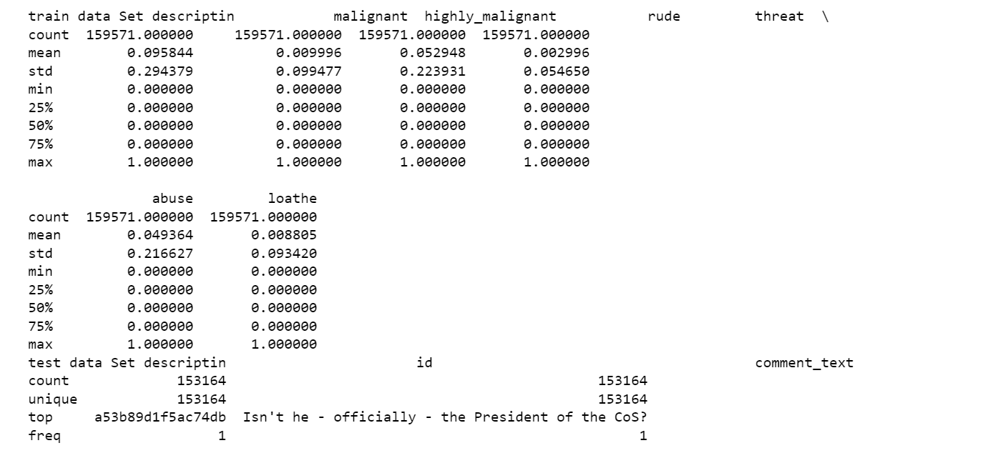 train data Set descriptin            malignant  highly_malignant           rude         threat  \
count  159571.000000     159571.000000  159571.000000  159571.000000
mean        0.095844          0.009996       0.052948       0.002996
std         0.294379          0.099477       0.223931       0.054650
min         0.000000          0.000000       0.000000       0.000000
25%         0.000000          0.000000       0.000000       0.000000
50%         0.000000          0.000000       0.000000       0.000000
75%         0.000000          0.000000       0.000000       0.000000
max         1.000000          1.000000       1.000000       1.000000
               abuse         loathe
count  159571.000000  159571.000000
mean        0.049364       0.008805
std         0.216627       0.093420
min         0.000000       0.000000
25%         0.000000       0.000000
50%         0.000000       0.000000
75%         0.000000       0.000000
max         1.000000       1.000000
test data Set descriptin                       id                                       comment_text
count             153164                                             153164
unique            153164                                             153164
top     a53b89d1f5ac74db  Isn't he - officially - the President of the CoS?
freq                   1                                                  1